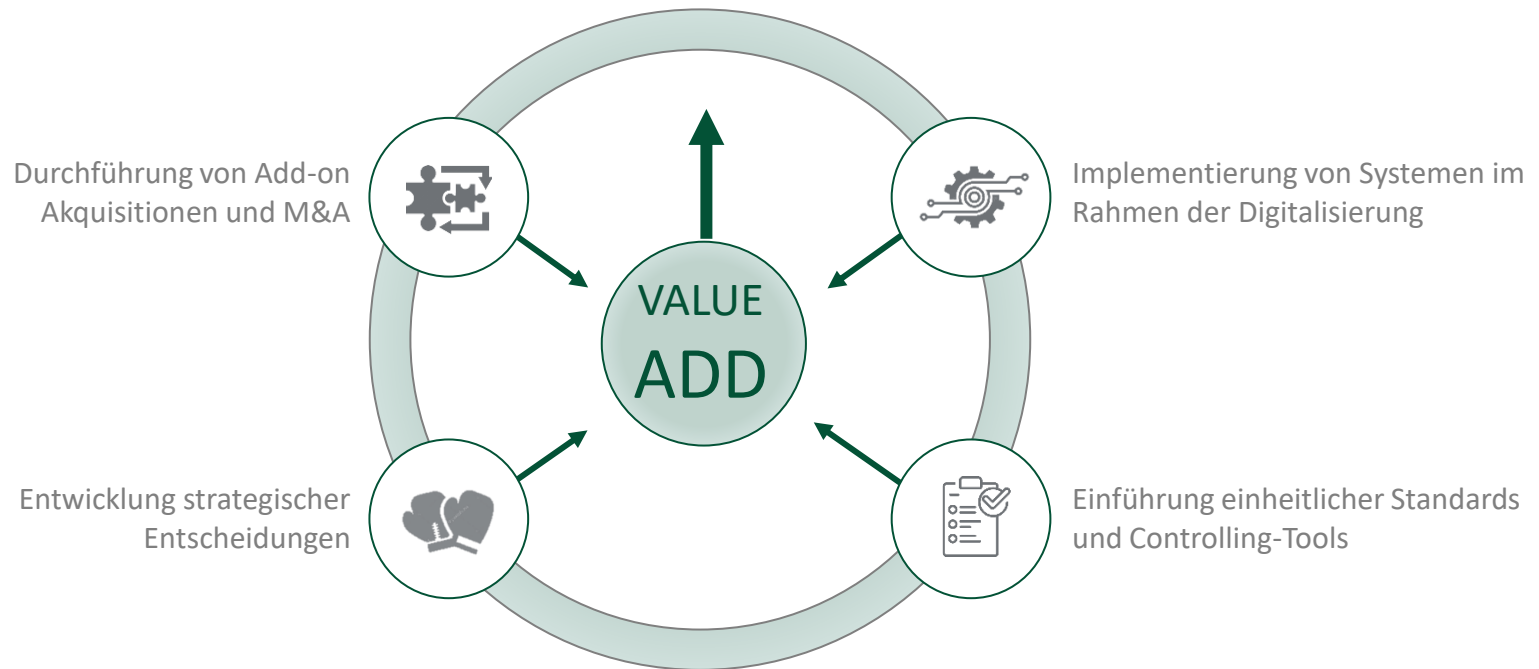 Durchführung von Add-on
Akquisitionen und M&A
Implementierung von Systemen im
Rahmen der Digitalisierung
VALUE
ADD
Entwicklung strategischer
Entscheidungen
Einführung einheitlicher Standards
und Controlling-Tools